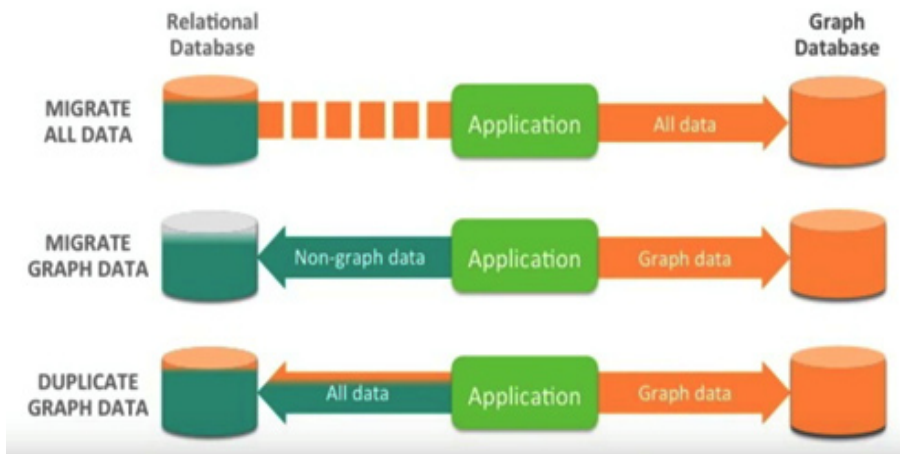 Relational
Database
Graph
Database
MIGRATE
ALL DATA
Application
All data
MIGRATE
GRAPH DATA
Non-graph data
Application
Graph data
DUPLICATE
GRAPH DATA
All data
Application
Graph data